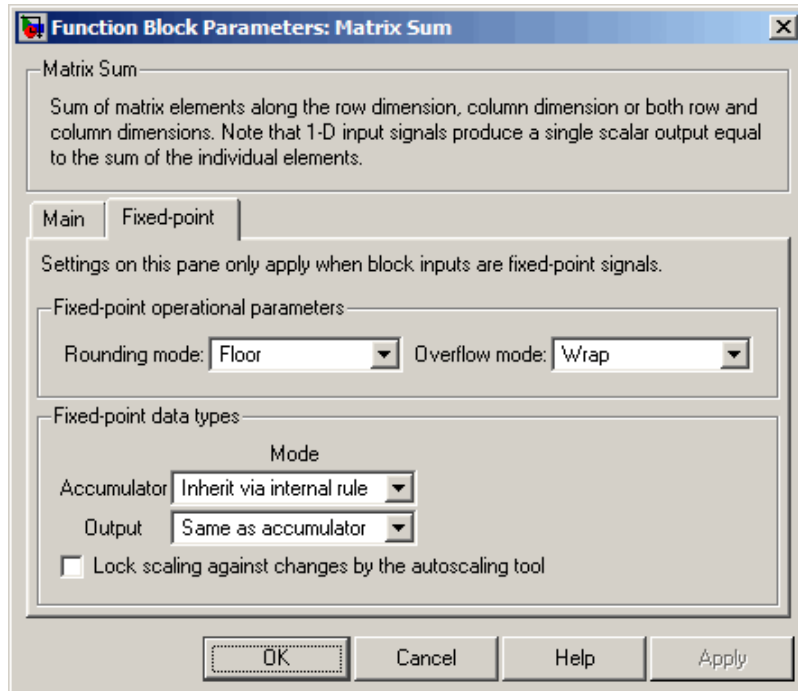 Function Block Parameters: Matrix Sum
Matrix Sum
Sum of matrix elements along the row dimension, column dimension or both row and
column dimensions. Note that 1-D input signals produce a single scalar output equal
to the sum of the individual elements.
Main Fixed-point
Settings on this pane only apply when block inputs are fixed-point signals.
Fixed-point operational parameters
Rounding mode: Floor Overflow mode: Wrap
Fixed-point data types
Mode
Accumulator Inherit via internal rule
Output Same as accumulator
Lock scaling against changes by the autoscaling tool
OK Cancel Help Apply